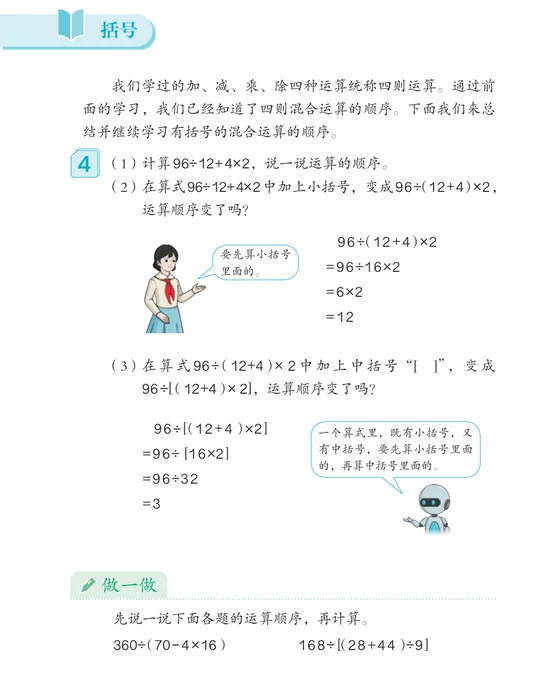 括号
我们学过的加、减、乘、除四种运算统称四则运算。通过前
面的学习，我们已经知道了四则混合运算的顺序。下面我们来总
结并继续学习有括号的混合运算的顺序。
4 （1）计算96÷12+4×2，说一说运算的顺序。
（2）在算式96÷12+4×2中加上小括号，变成96÷(12+4)×2，
运算顺序变了吗？
要先算小括号
里面的。
96÷(12+4)×2
=96÷16×2
=6×2
=12
（3）在算式96÷(12+4)×2中加上中括号“[ ]”，变成
96÷[(12+4)×2]，运算顺序变了吗？
96÷[(12+4)×2]
=96÷[16×2]
=96÷32
=3
一个算式里，既有小括号，又
有中括号，要先算小括号里面
的，再算中括号里面的。
做一做
先说一说下面各题的运算顺序，再计算。
360÷(70-4×16) 168÷[(28+44)÷9]